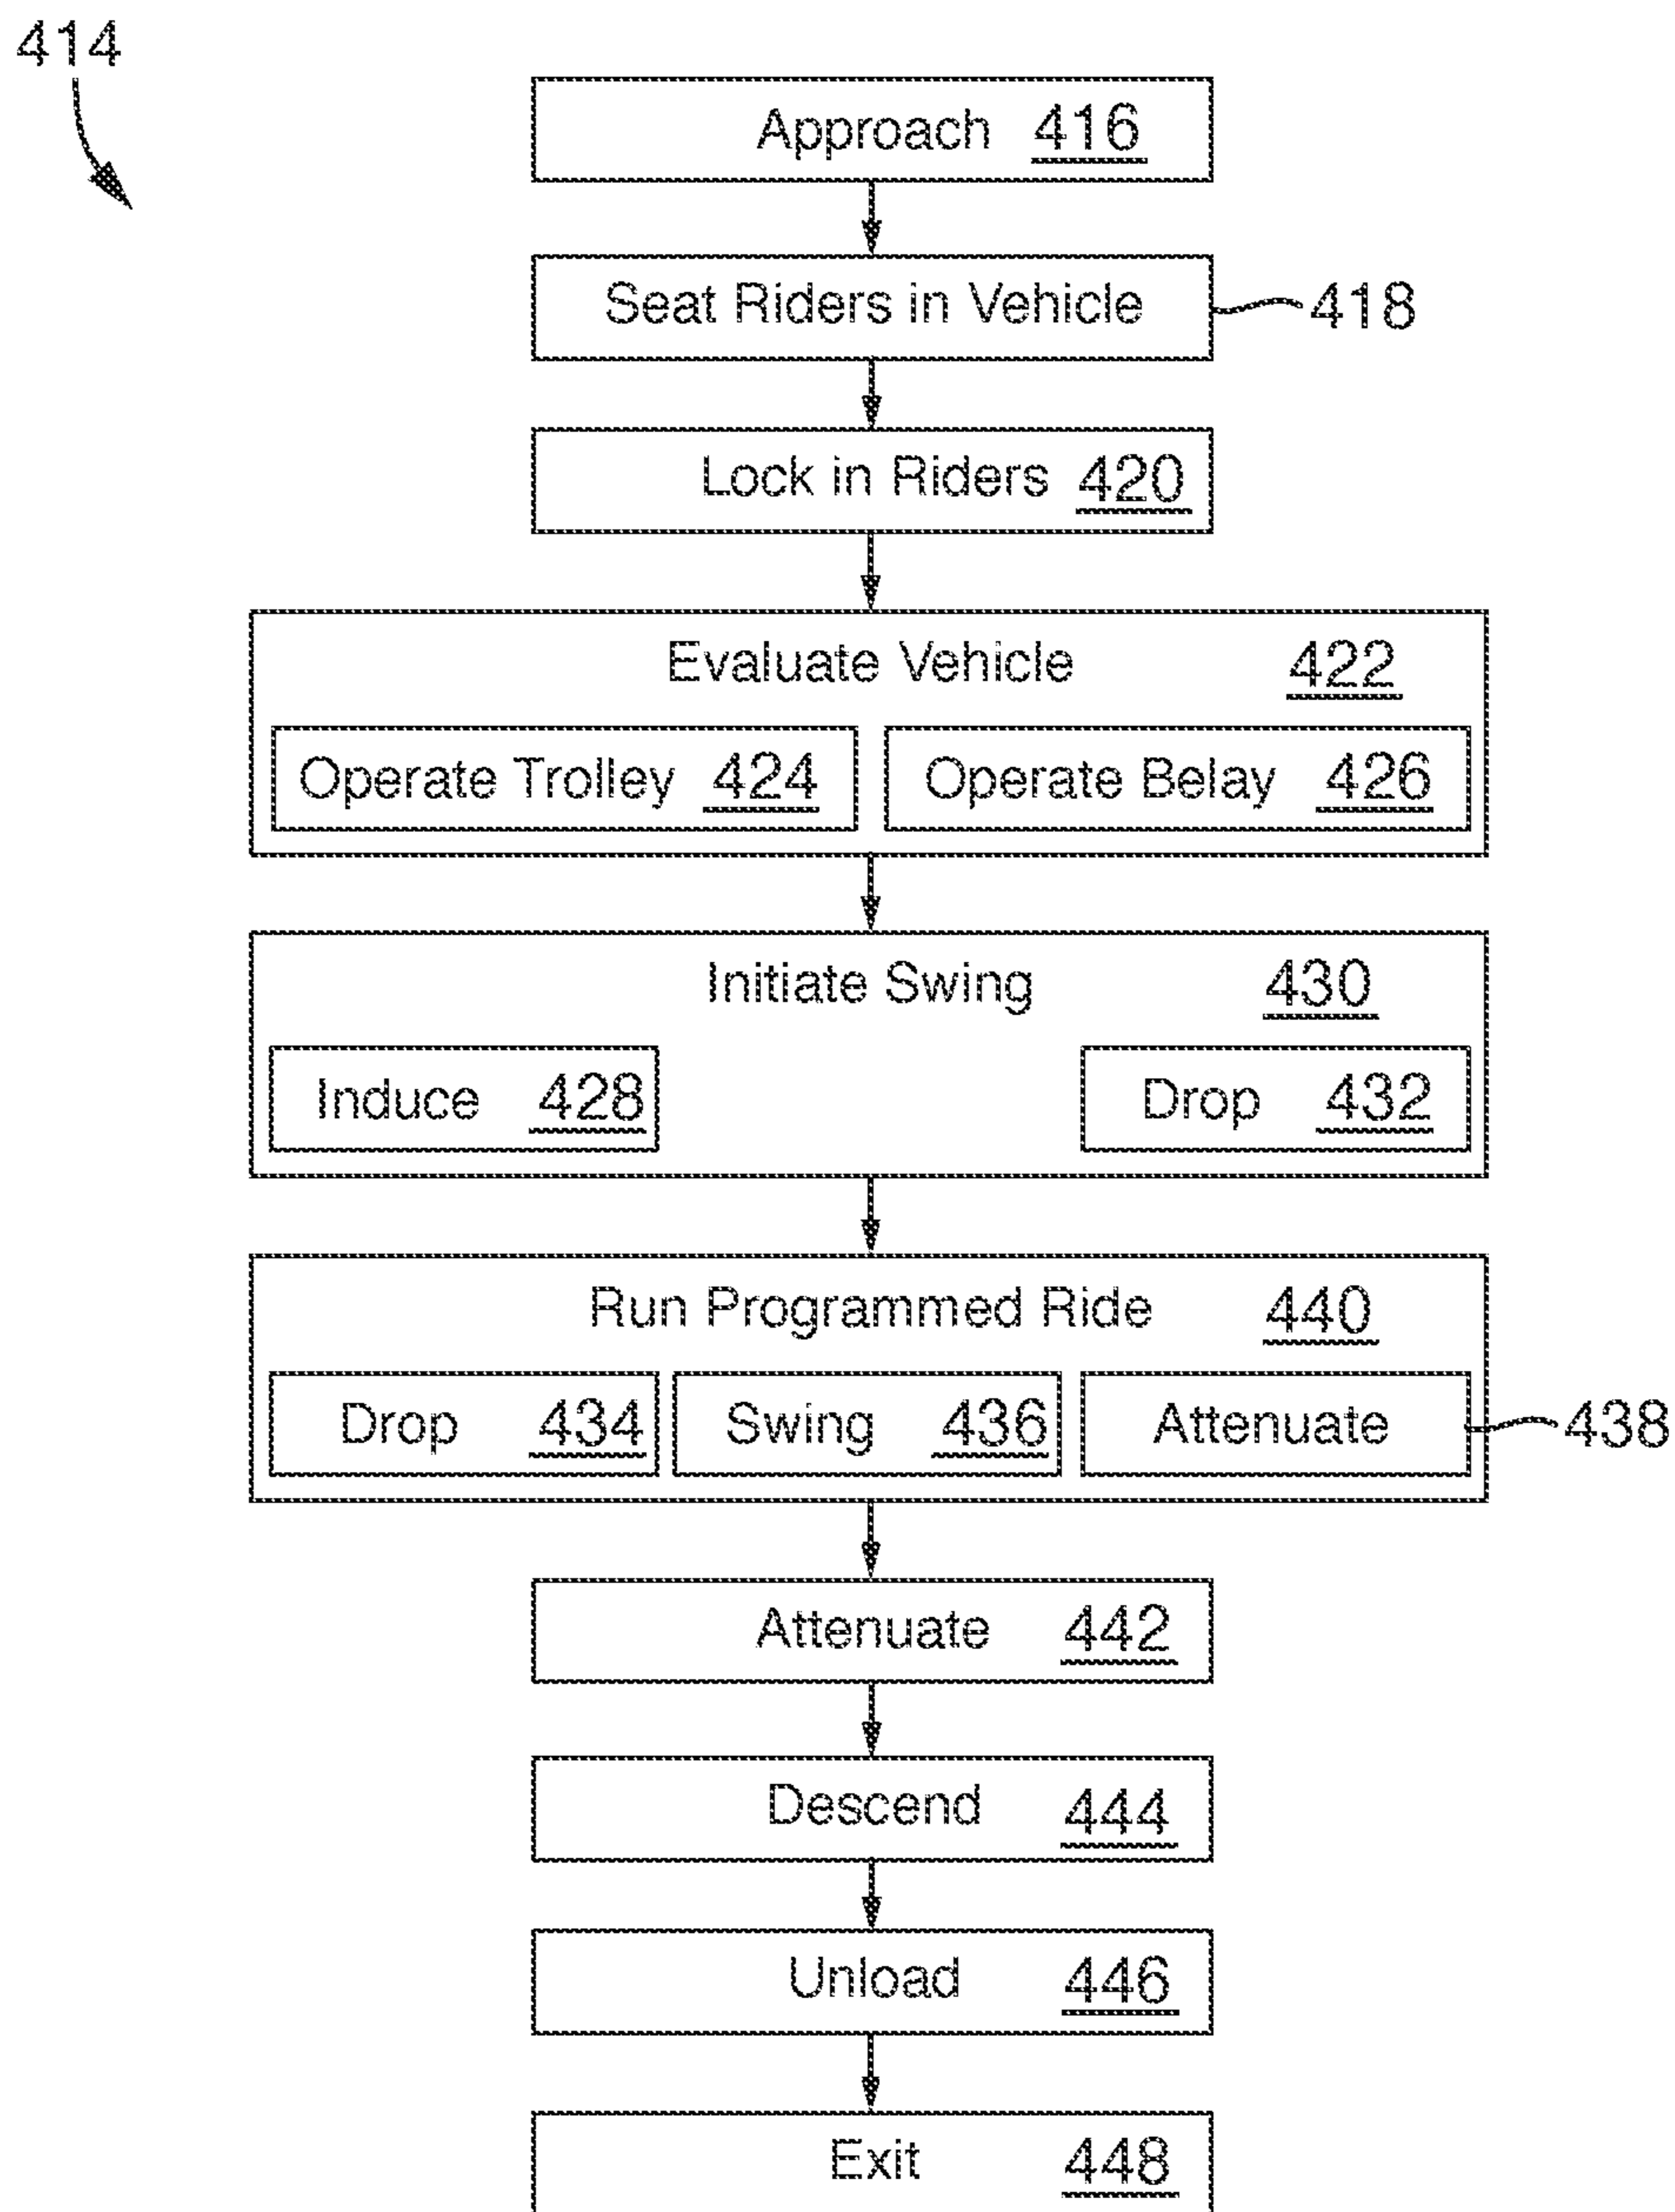 414
Approach 416
Seat Riders in Vehicle 418
Lock in Riders 420
Evaluate Vehicle 422
Operate Trolley 424 Operate Belay 426
Initiate Swing 430
Induce 428 Drop 432
Run Programmed Ride 440
Drop 434 Swing 436 Attenuate 438
Attenuate 442
Descend 444
Unload 446
Exit 448